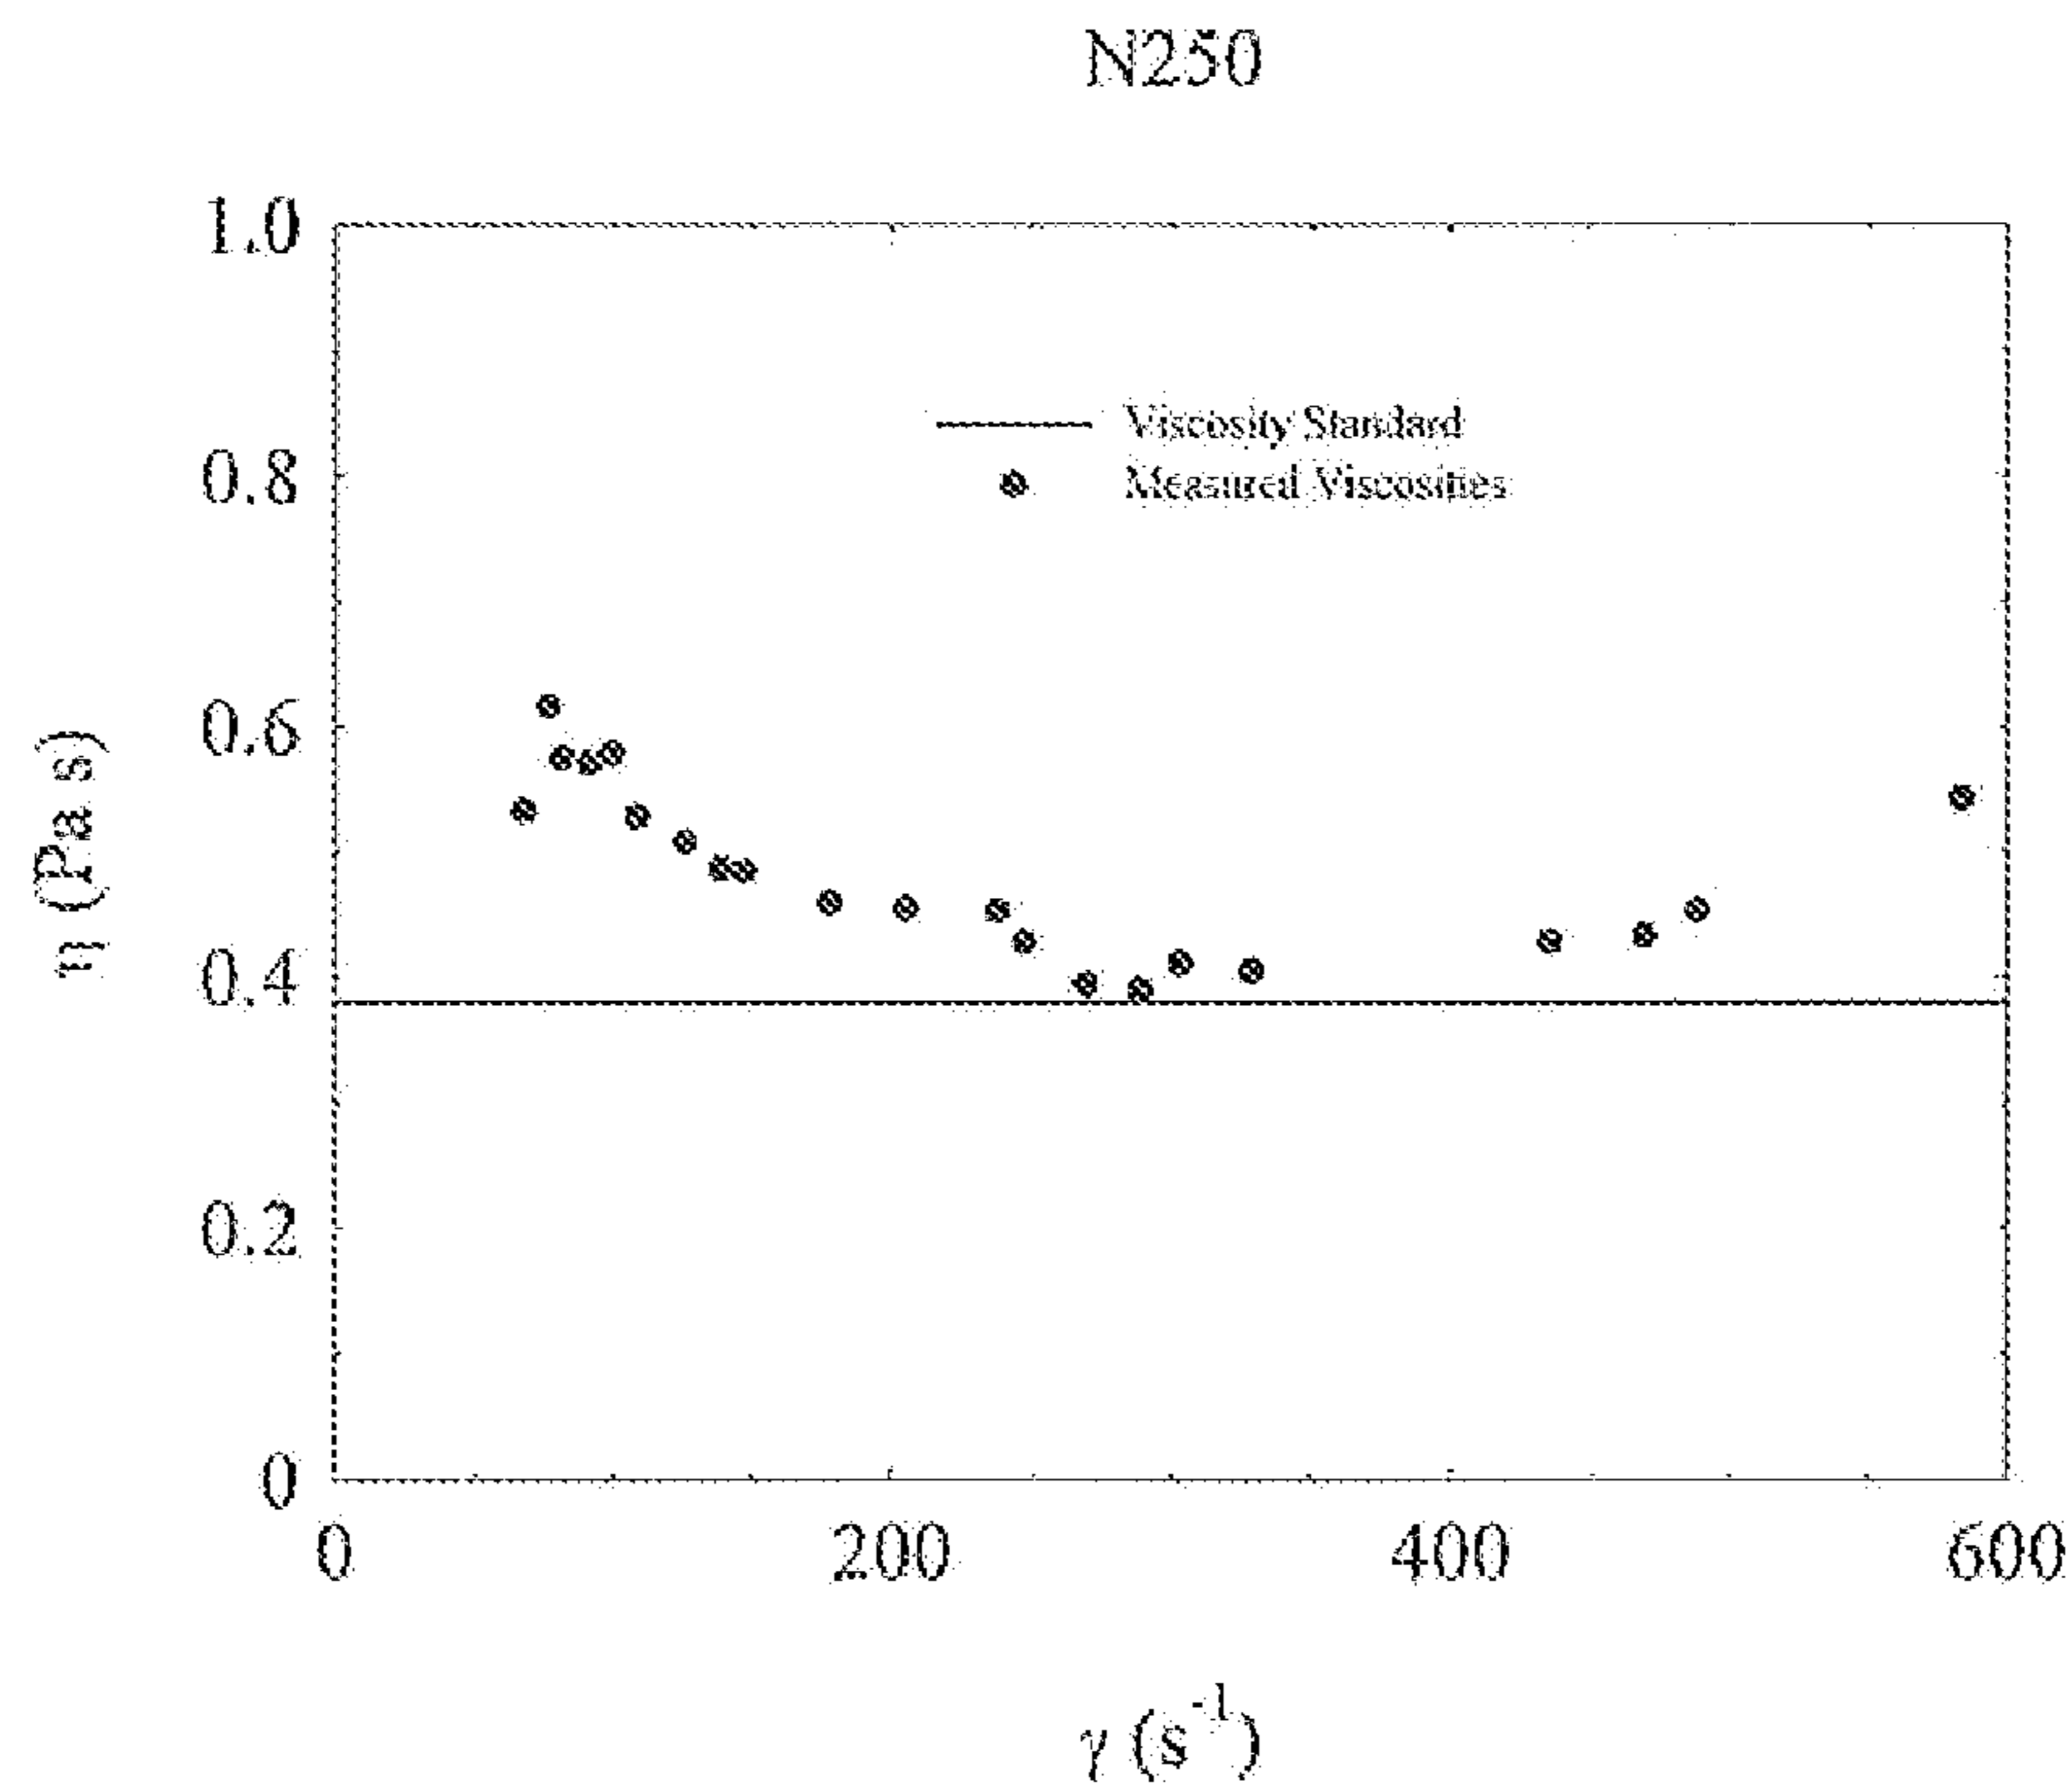 N250
1.0
Viscosity Standard
0.8
Measured Viscosities
0.6
η (Pa s)
0.4
0.2
0
0 200 400 600
γ (s⁻¹)